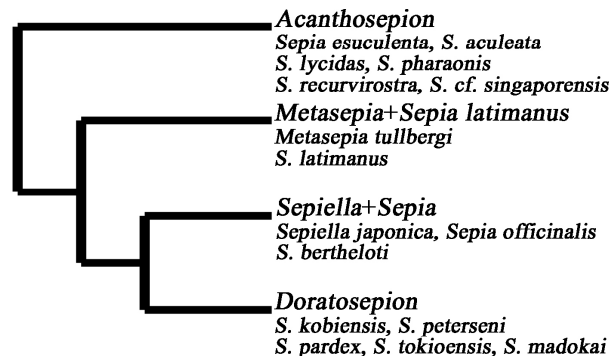 Acanthosepion
Sepia esuculenta, S. aculeata
S. lycidas, S. pharaonis
S. recurvirostra, S. cf. singaporensis
Metasepia+Sepia latimanus
Metasepia tullbergi
S. latimanus
Sepiella+Sepia
Sepiella japonica, Sepia officinalis
S. bertheloti
Doratosepion
S. kobiensis, S. peterseni
S. pardex, S. tokioensis, S. madokai